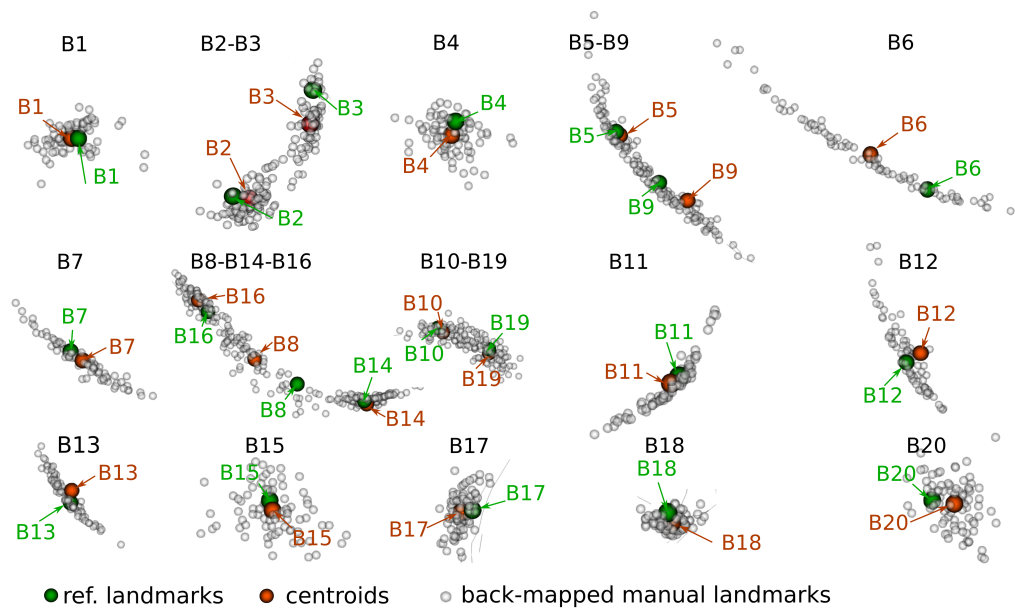 B1
B2-B3
B4
B5-B9
B6
B1
B1
B3
B3
B2
B2
B4
B4
B5
B5
B9
B9
B6
B6
B7
B8-B14-B16
B10-B19
B11
B12
B7
B7
B16
B16
B8
B8
B14
B14
B10
B10
B19
B19
B11
B11
B12
B12
B13
B15
B17
B18
B20
B13
B13
B15
B15
B17
B17
B18
B18
B20
B20
ref. landmarks centroids back-mapped manual landmarks